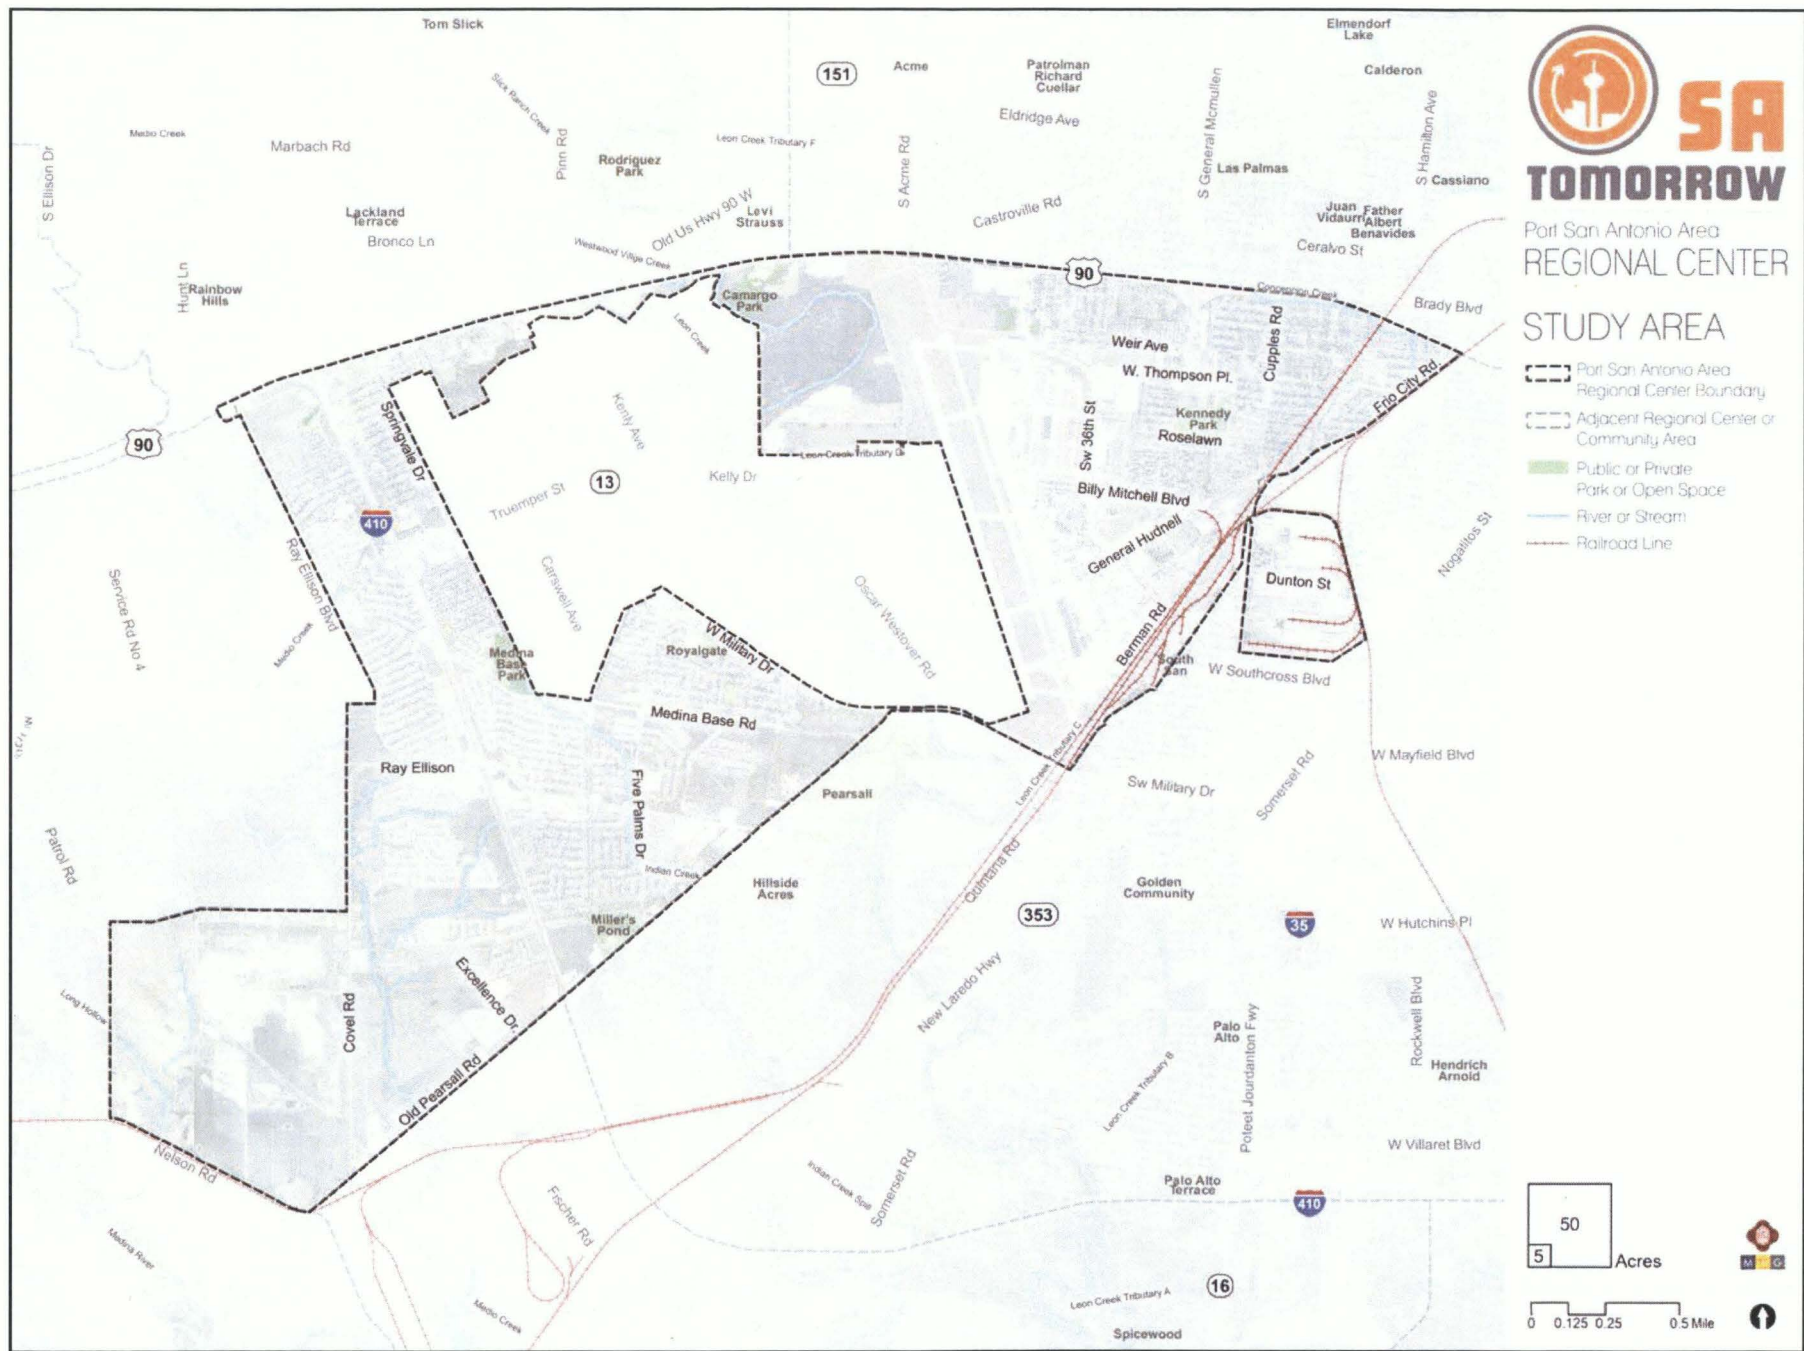 Tom Slick
151
Acme
Patrolman
Richard
Cuellar
Elmendorf
Lake
Calderon
Eldridge Ave
S General Mcmullen
S Hamilton Ave
Slick Ranch Creek
Medio Creek
Marbach Rd
Pinn Rd
Rodriguez
Park
Leon Creek Tributary F
S Acme Rd
Las Palmas
Cassiano
S Ellison Dr
Lackland
Terrace
Bronco Ln
Old Us Hwy 90 W
Levi
Strauss
Castroville Rd
Juan
Vidaurri
Father
Albert
Benavides
Ceralvo St
Westwood Villge Creek
Hunt Ln
Rainbow
Hills
90
Concepcion Creek
Brady Blvd
Camargo
Park
Leon Creek
Weir Ave
Cupples Rd
W. Thompson Pl.
Frio City Rd
Springvale Dr
Kenly Ave
Sw 36th St
Kennedy
Park
Roselawn
90
Leon Creek Tributary D
13
Kelly Dr
Truemper St
Billy Mitchell Blvd
410
General Hudnell
Nogalitos St
Ray Ellison Blvd
Carswell Ave
Oscar Westover Rd
Dunton St
Service Rd No 4
Medio Creek
Berman Rd
Medina
Base
Park
Royalgate
W Military Dr
South
San
W Southcross Blvd
Medina Base Rd
Leon Creek Tributary C
W Mayfield Blvd
Ray Ellison
Five Palms Dr
Pearsall
Sw Military Dr
Somerset Rd
Patrol Rd
Indian Creek
Hillside
Acres
Quintana Rd
Golden
Community
353
35
W Hutchins Pl
Miller's
Pond
Excellence Dr.
New Laredo Hwy
Long Hollow
Covel Rd
Palo
Alto
Poteet Jourdanton Fwy
Rockwell Blvd
Hendrich
Arnold
Old Pearsall Rd
Leon Creek Tributary B
W Villaret Blvd
Nelson Rd
Indian Creek Spill
Somerset Rd
Palo Alto
Terrace
410
Fischer Rd
Medina River
Medio Creek
16
Leon Creek Tributary A
Spicewood
SA
TOMORROW
Port San Antonio Area
REGIONAL CENTER
STUDY AREA
Port San Antonio Area
Regional Center Boundary
Adjacent Regional Center or
Community Area
Public or Private
Park or Open Space
River or Stream
Railroad Line
50
5
Acres
M I G
0 0.125 0.25 0.5 Mile